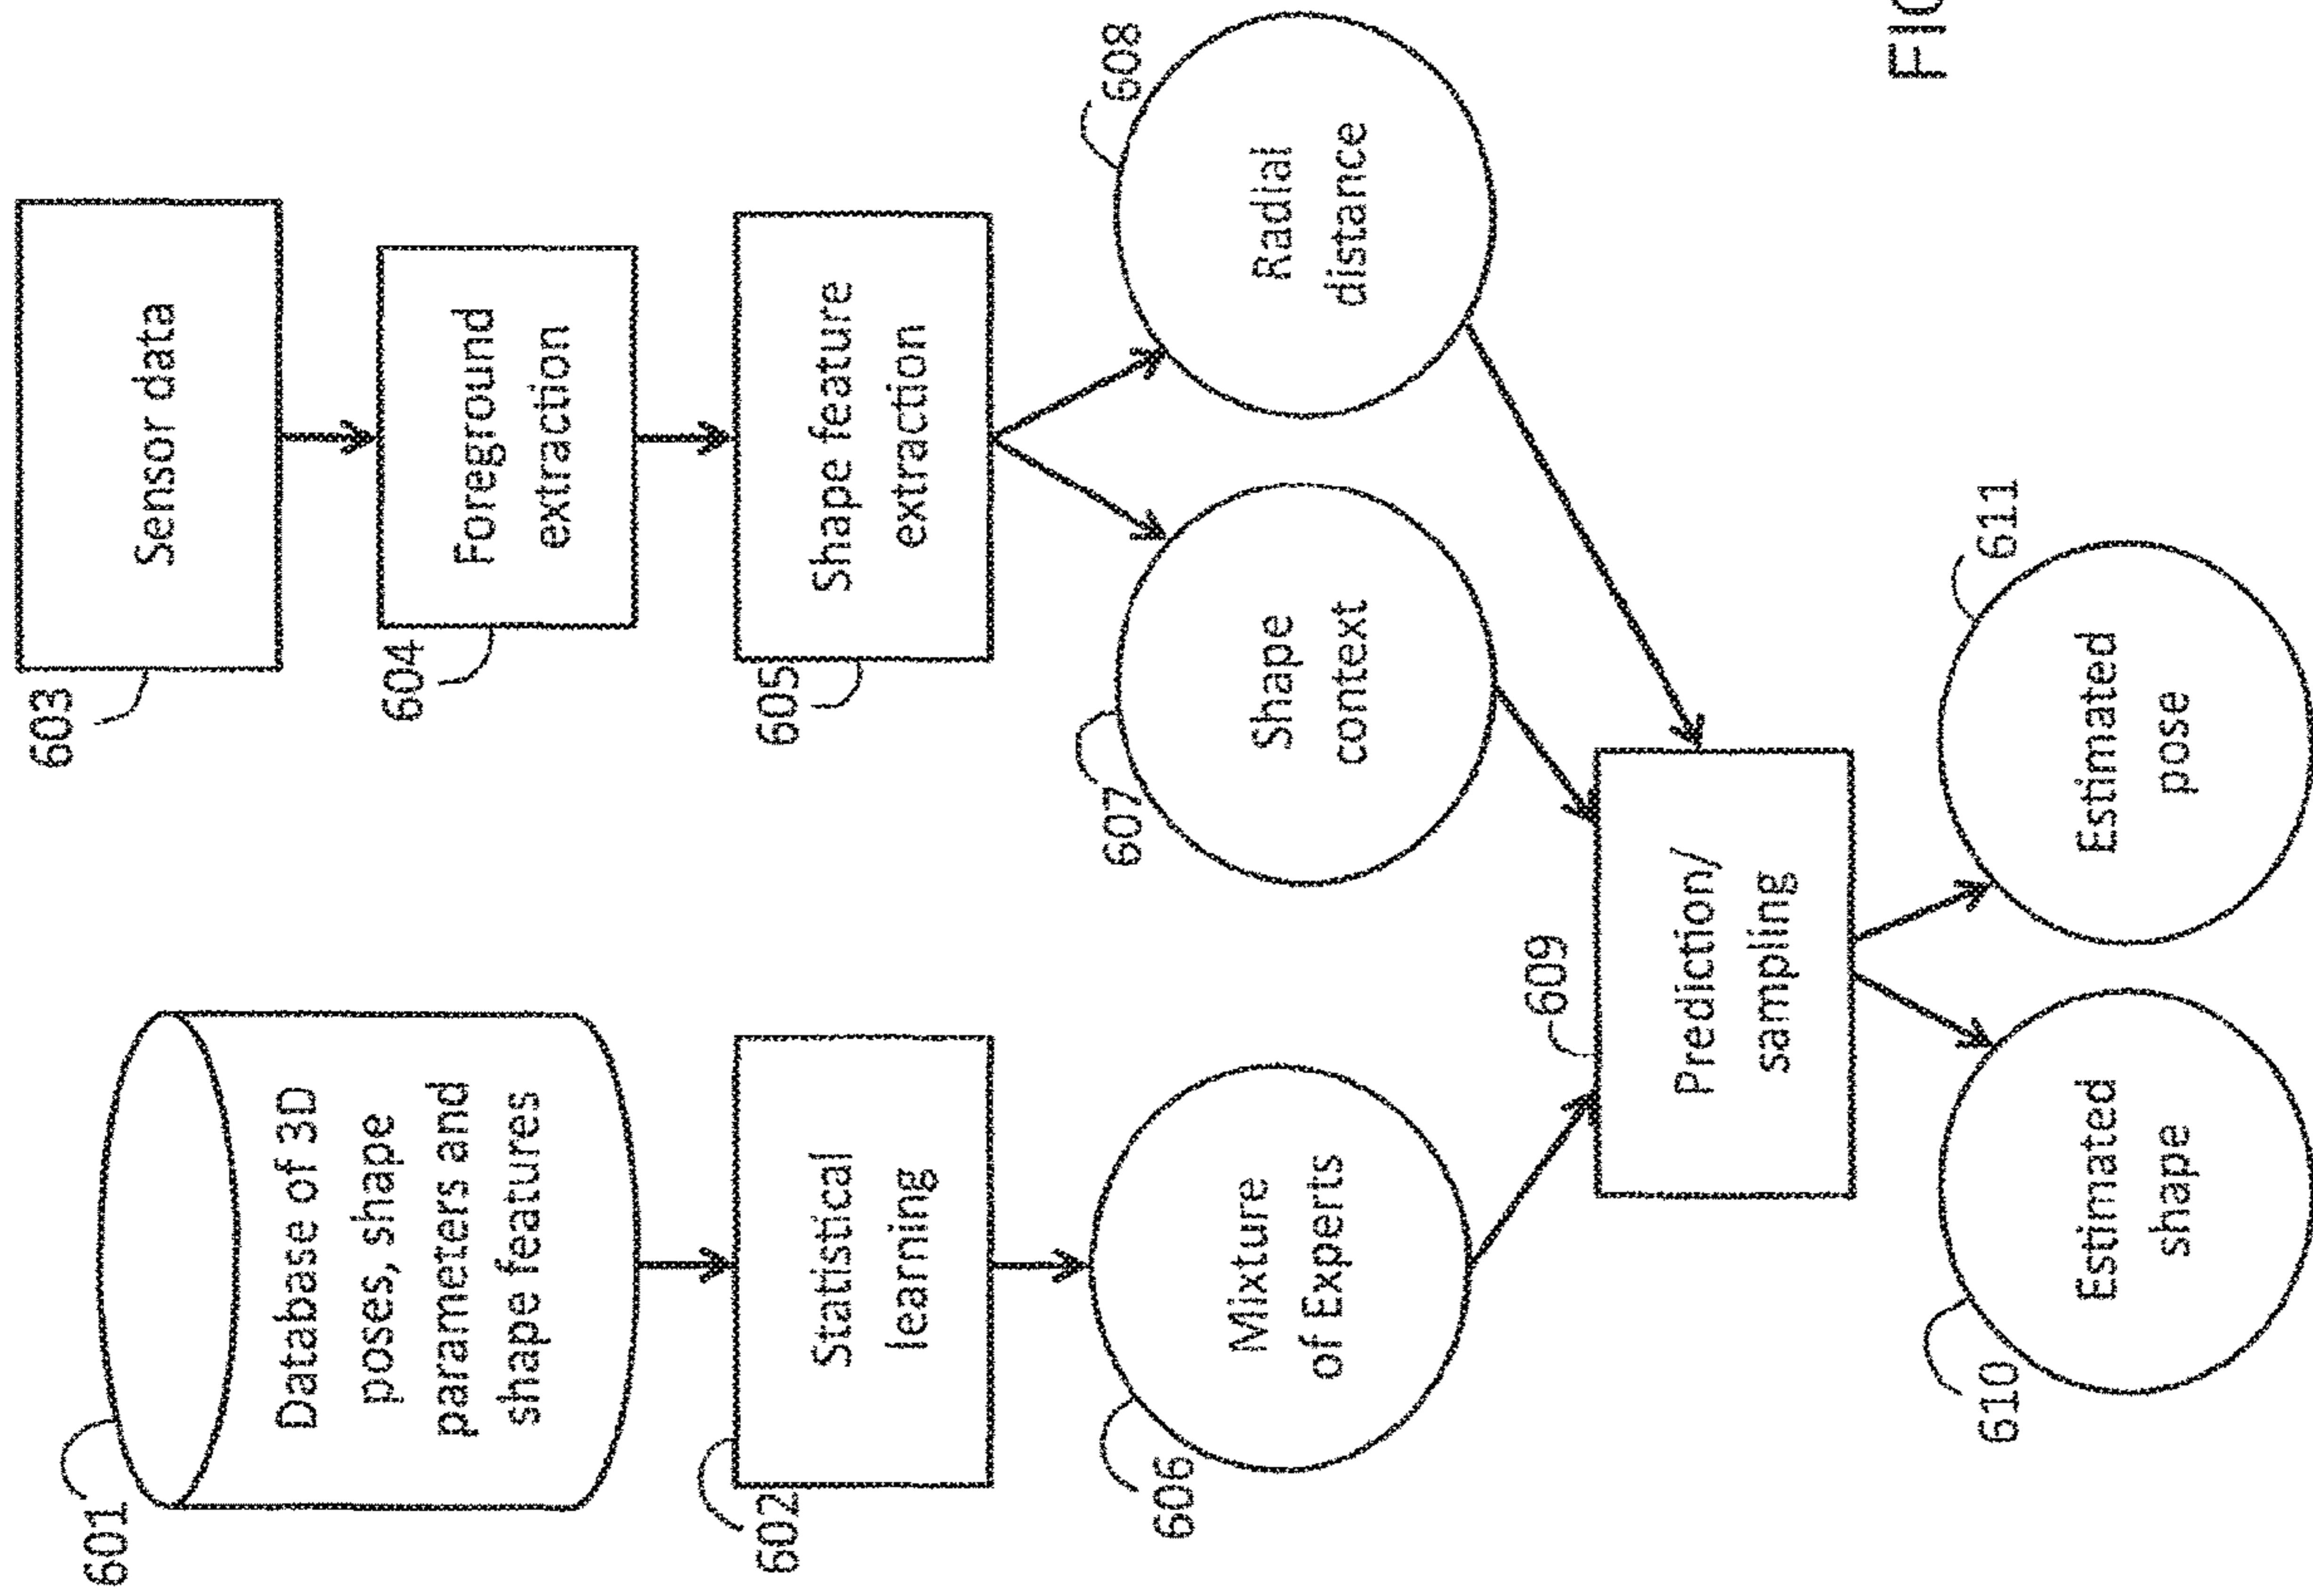 601
Database of 3D
poses, shape
parameters and
shape features
602
Statistical
learning
606
Mixture
of Experts
603
Sensor data
604
Foreground
extraction
605
Shape feature
extraction
607
Shape
context
608
Radial
distance
609
Prediction/
sampling
610
Estimated
shape
611
Estimated
pose